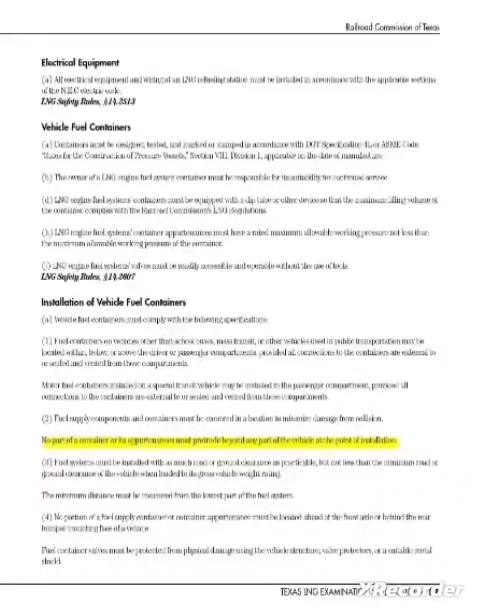 Railroad Commission of Texas
Electrical Equipment
(a) All electrical equipment and wiring at an LNG refueling station must be installed in accordance with the applicable sections
of the N.E.C electric code.
LNG Safety Rules, §14.2513
Vehicle Fuel Containers
(a) Containers must be designed, tested, and marked or stamped in accordance with DOT Specification 4L or ASME Code
"Rules for the Construction of Pressure Vessels," Section VIII, Division 1, applicable on the date of manufacture.
(b) The owner of a LNG engine fuel system container must be responsible for its suitability for continued service.
(d) LNG engine fuel systems' containers must be equipped with a dip tube or other device so that the maximum filling volume of
the container complies with the Railroad Commission's LNG Regulations.
(h) LNG engine fuel systems' container appurtenances must have a rated maximum allowable working pressure not less than
the maximum allowable working pressure of the container.
(i) LNG engine fuel systems' valves must be readily accessible and operable without the use of tools.
LNG Safety Rules, §14.2607
Installation of Vehicle Fuel Containers
(a) Vehicle fuel containers must comply with the following specifications:
(1) Fuel containers on vehicles other than school buses, mass transit, or other vehicles used in public transportation may be
located within, below, or above the driver or passenger compartments, provided all connections to the containers are external to
or sealed and vented from these compartments.
Motor fuel containers installed on a special transit vehicle may be installed in the passenger compartment, provided all
connections to the containers are external to or sealed and vented from these compartments.
(2) Fuel supply components and containers must be mounted in a location to minimize damage from collision.
No part of a container or its appurtenances must protrude beyond any part of the vehicle at the point of installation.
(3) Fuel systems must be installed with as much road or ground clearance as practicable, but not less than the minimum road or
ground clearance of the vehicle when loaded to its gross vehicle weight rating.
The minimum distance must be measured from the lowest part of the fuel system.
(4) No portion of a fuel supply container or container appurtenance must be located ahead of the front axle or behind the rear
bumper mounting face of a vehicle.
Fuel container valves must be protected from physical damage using the vehicle structure, valve protectors, or a suitable metal
shield.
TEXAS LNG EXAMINATION
XRecorder